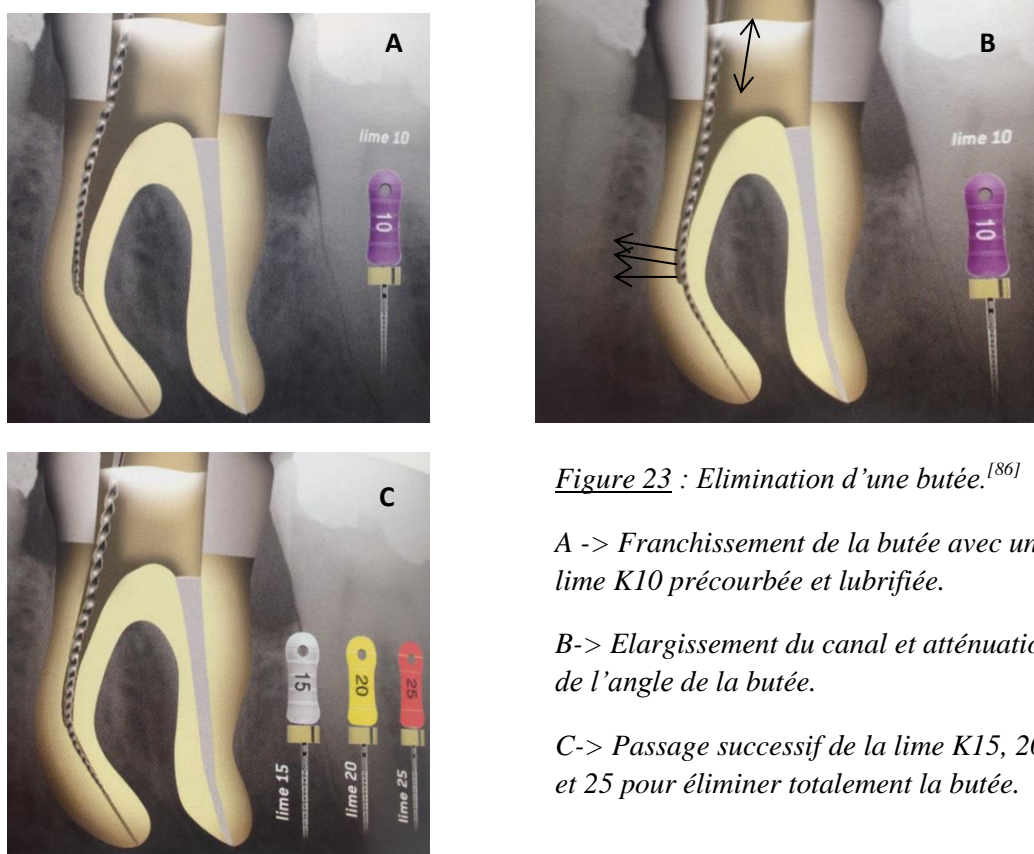 A
lime 10
10
B
lime 10
10
C
15
20
25
lime 15
lime 20
lime 25
Figure 23 : Elimination d’une butée.[86]
A -> Franchissement de la butée avec un
lime K10 précourbée et lubrifiée.
B-> Elargissement du canal et atténuatio
de l’angle de la butée.
C-> Passage successif de la lime K15, 20
et 25 pour éliminer totalement la butée.